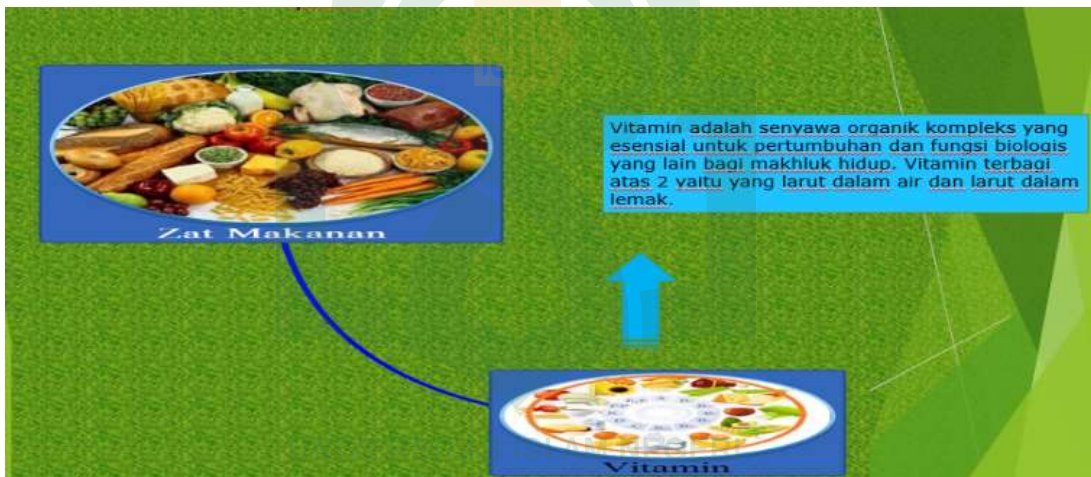 Vitamin adalah senyawa organik kompleks yang
esensial untuk pertumbuhan dan fungsi biologis
yang lain bagi makhluk hidup. Vitamin terbagi
atas 2 yaitu yang larut dalam air dan larut dalam
lemak.
Zat Makanan
Vitamin